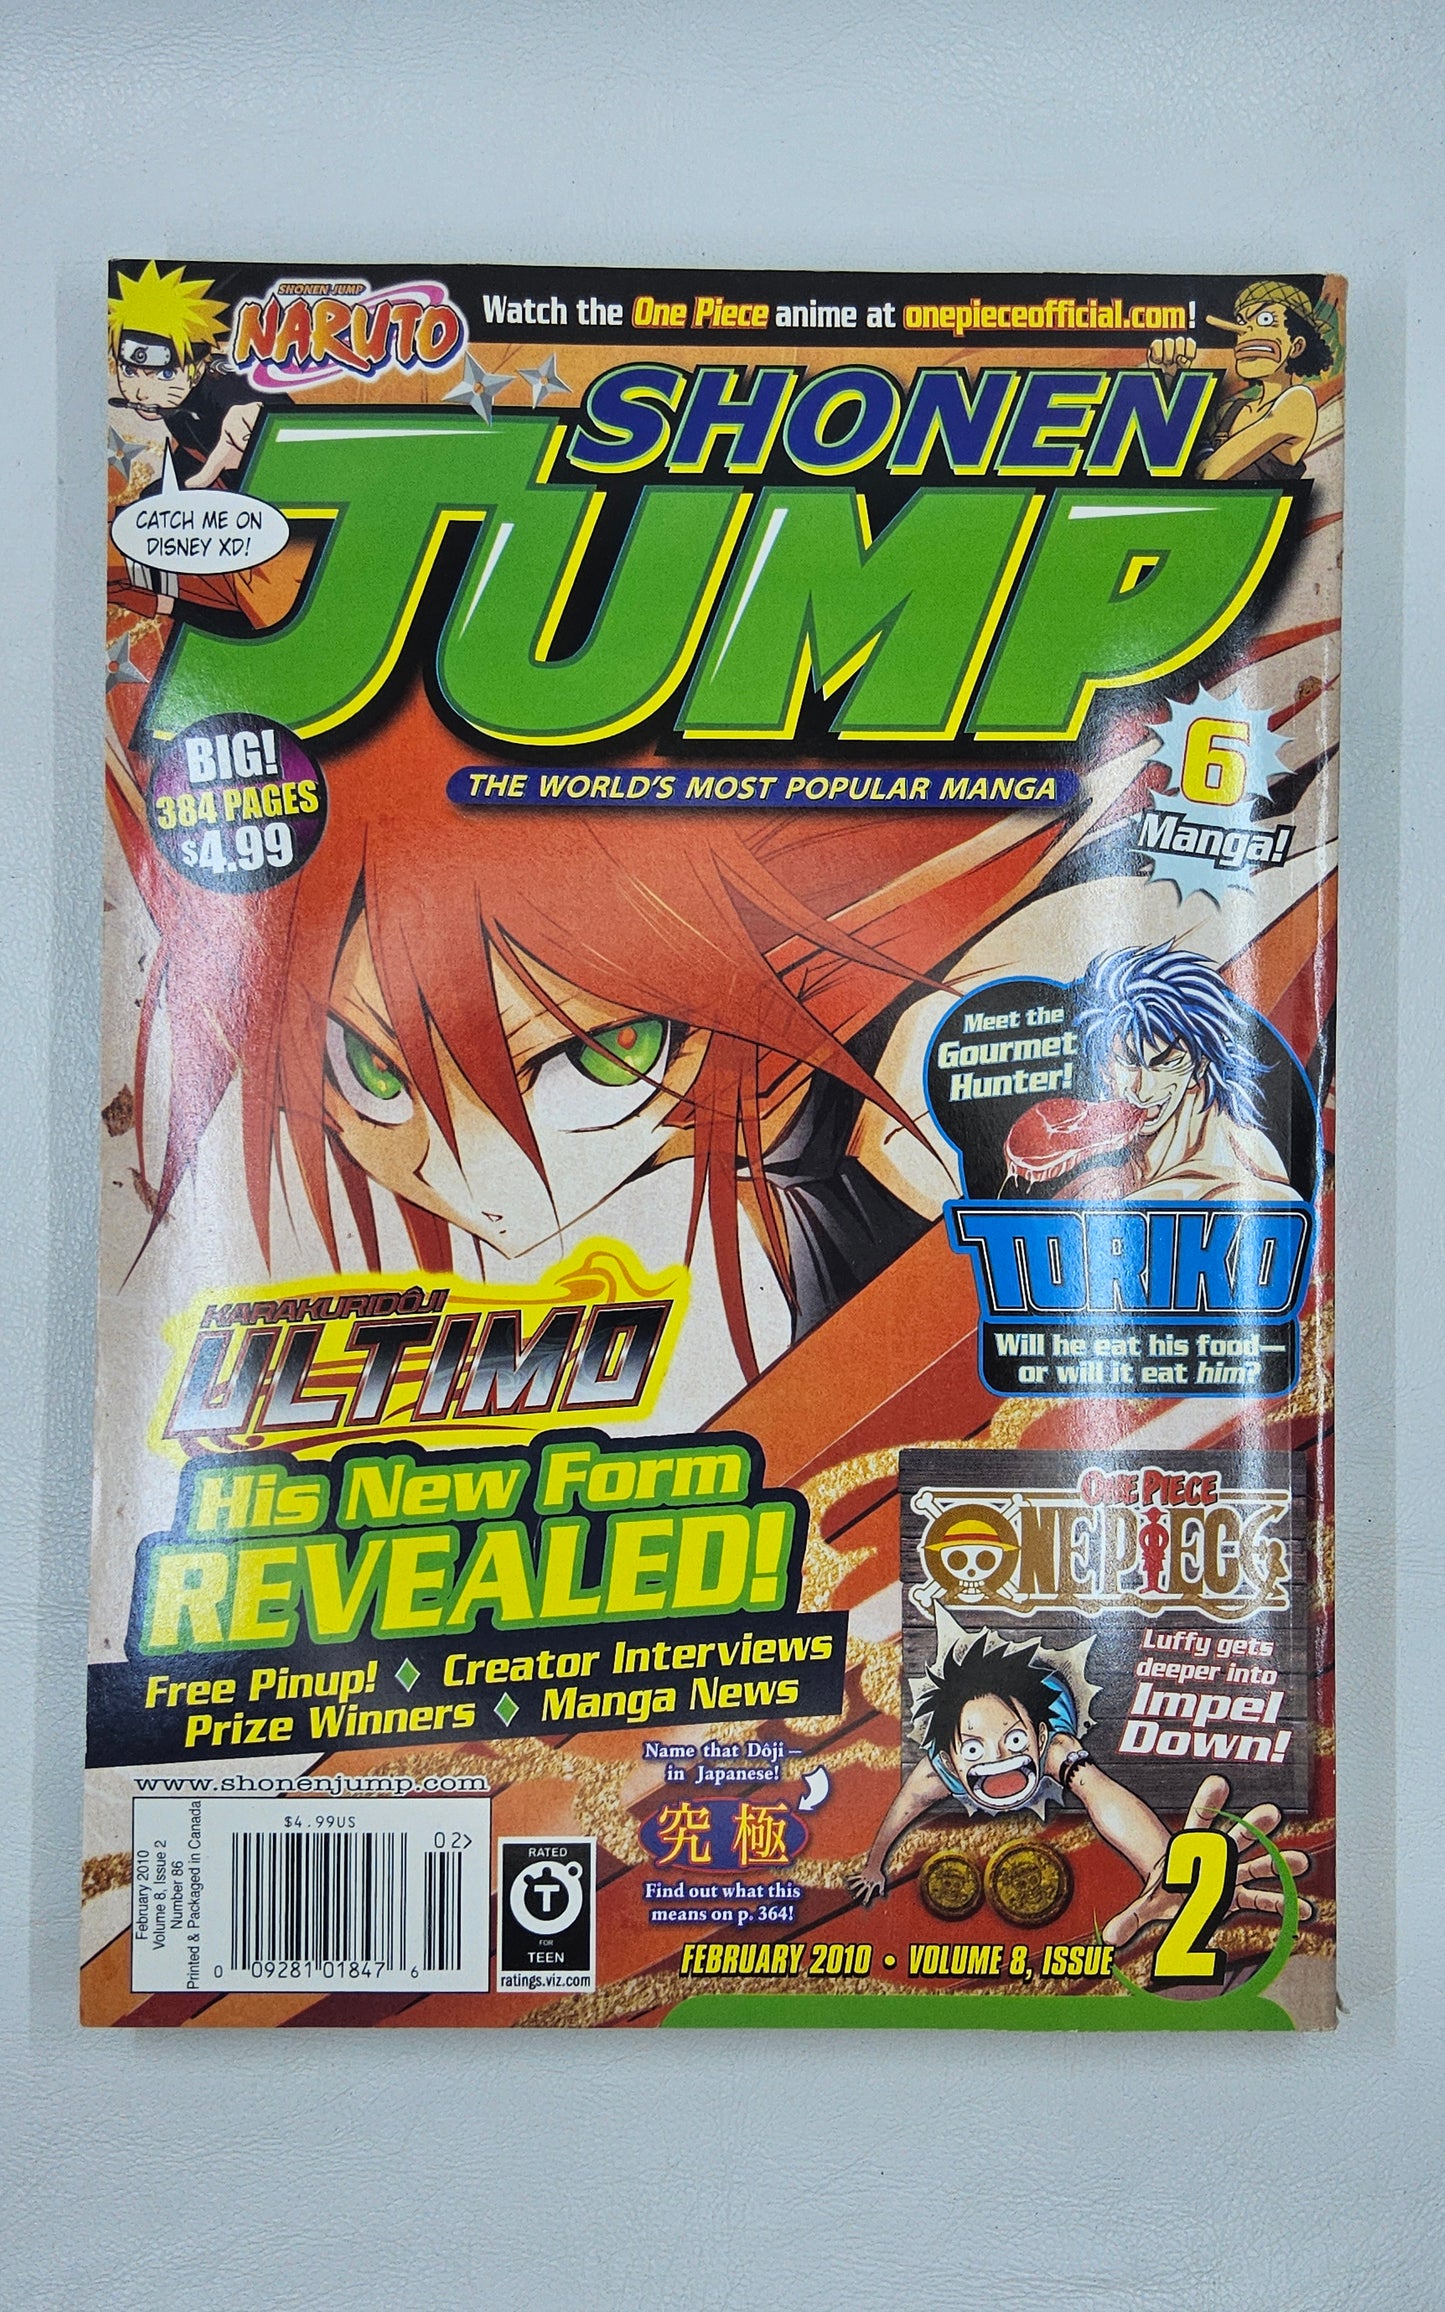 SHONEN JUMP
NARUTO
Watch the One Piece anime at onepieceofficial.com!
SHONEN
JUMP
CATCH ME ON
DISNEY XD!
THE WORLD'S MOST POPULAR MANGA
BIG!
384 PAGES
$4.99
6
Manga!
Meet the
Gourmet
Hunter!
TORIKO
Will he eat his food—
or will it eat him?
KARAKURIDÔJI
ULTIMO
His New Form
REVEALED!
Free Pinup! ♦ Creator Interviews
Prize Winners ♦ Manga News
ONE PIECE
ONE PIECE
Luffy gets
deeper into
Impel
Down!
Name that Dôji—
in Japanese!
究極
Find out what this
means on p. 364!
www.shonenjump.com
February 2010
Volume 8, Issue 2
Number 86
Printed & Packaged in Canada
$4.99US
02>
0 09281 01847 6
RATED
T
FOR
TEEN
ratings.viz.com
FEBRUARY 2010 • VOLUME 8, ISSUE 2